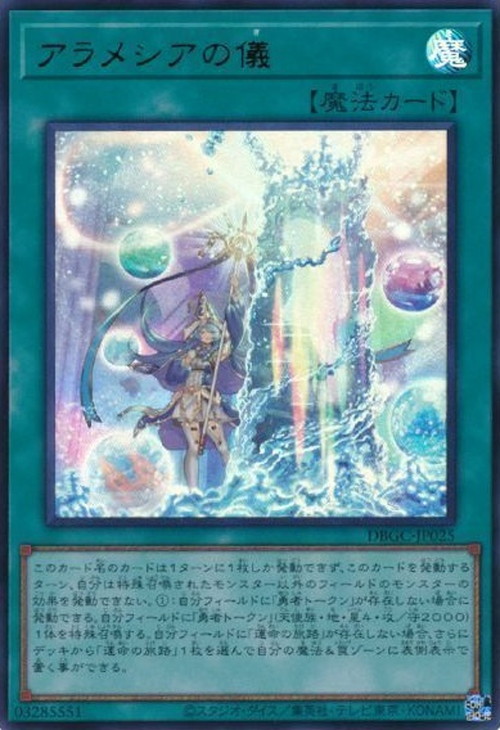 アラメシアの儀
魔
【魔法カード】
DBGC-JP025
このカード名のカードは1ターンに1枚しか発動できず、このカードを発動する
ターン、自分は特殊召喚されたモンスター以外のフィールドのモンスターの
効果を発動できない。①:自分フィールドに「勇者トークン」が存在しない場合に
発動できる。自分フィールドに「勇者トークン」(天使族・地・星4・攻/守2000)
1体を特殊召喚する。自分フィールドに「運命の旅路」が存在しない場合、さらに
デッキから「運命の旅路」1枚を選んで自分の魔法&罠ゾーンに表側表示で
置く事ができる。
03285551
©スタジオ・ダイス/集英社・テレビ東京・KONAMI